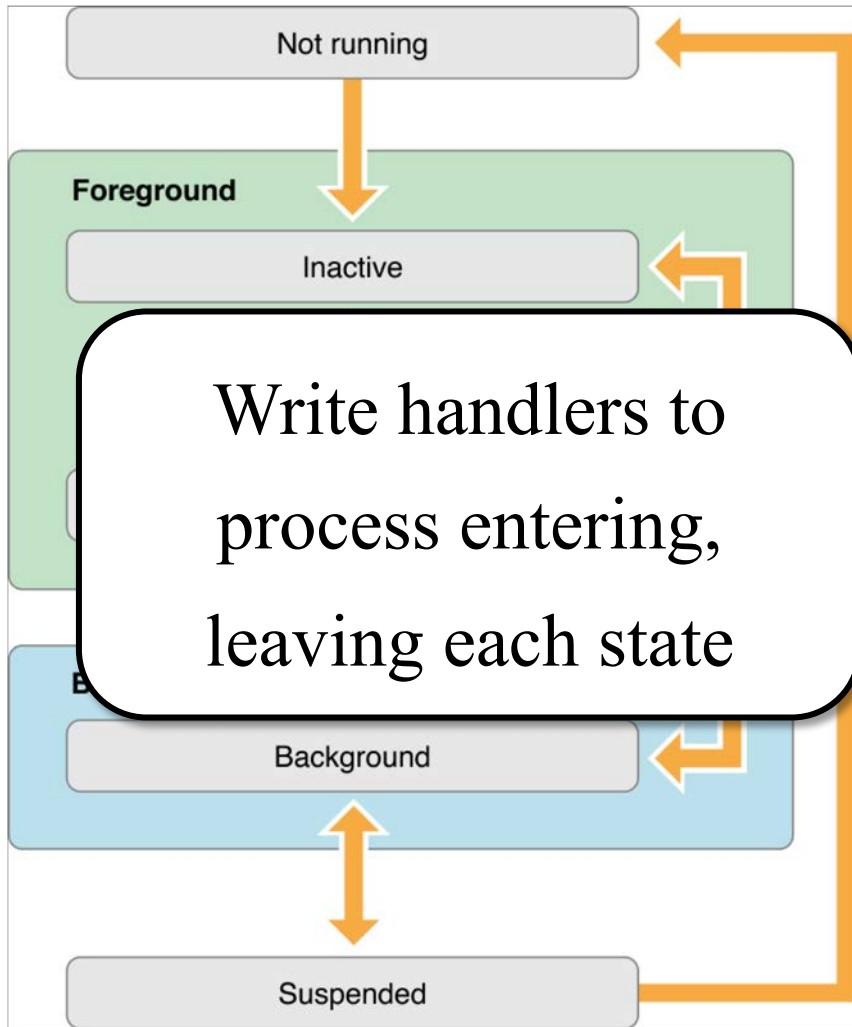 Not running
Foreground
Inactive
Write handlers to
process entering,
leaving each state
Background
Suspended